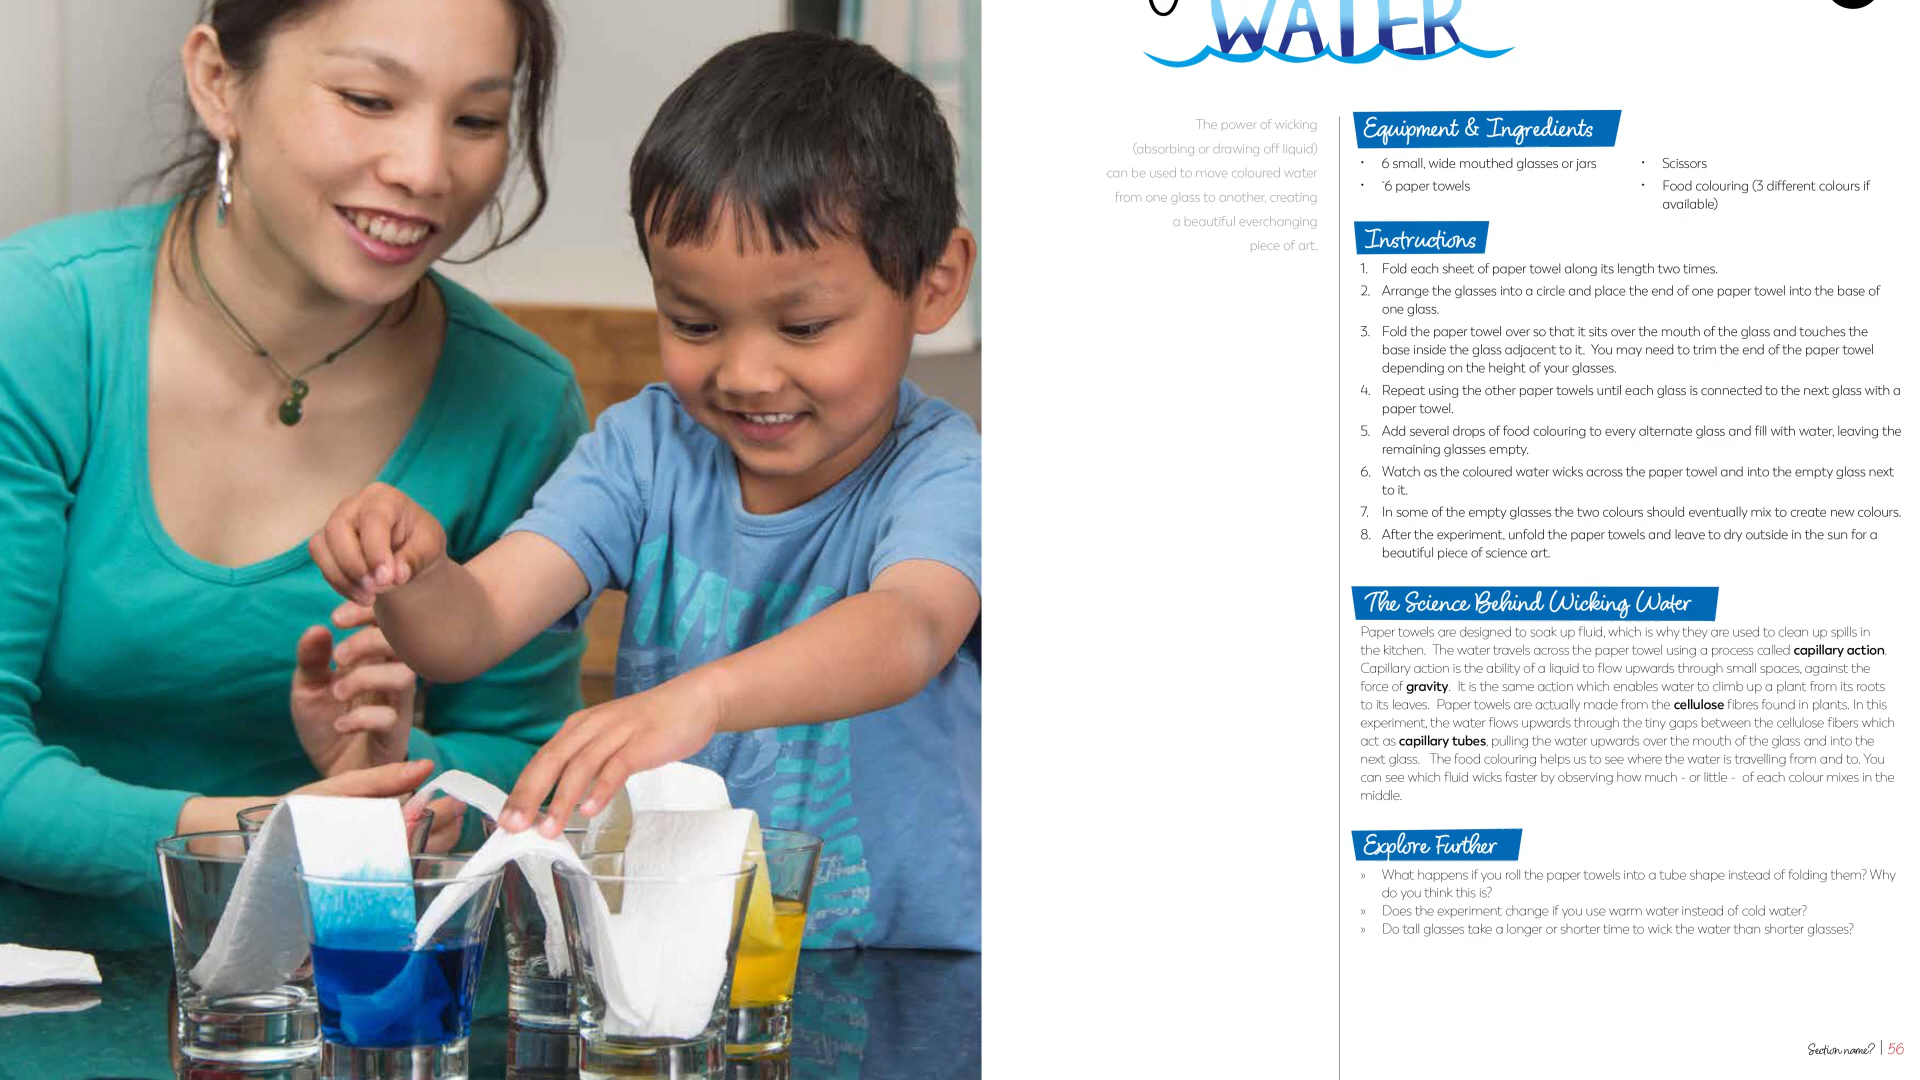 WATER
The power of wicking
(absorbing or drawing off liquid)
can be used to move coloured water
from one glass to another, creating
a beautiful everchanging
piece of art.
Equipment & Ingredients
• 6 small, wide mouthed glasses or jars
• `6 paper towels
• Scissors
• Food colouring (3 different colours if
available)
Instructions
1. Fold each sheet of paper towel along its length two times.
2. Arrange the glasses into a circle and place the end of one paper towel into the base of
one glass.
3. Fold the paper towel over so that it sits over the mouth of the glass and touches the
base inside the glass adjacent to it. You may need to trim the end of the paper towel
depending on the height of your glasses.
4. Repeat using the other paper towels until each glass is connected to the next glass with a
paper towel.
5. Add several drops of food colouring to every alternate glass and fill with water, leaving the
remaining glasses empty.
6. Watch as the coloured water wicks across the paper towel and into the empty glass next
to it.
7. In some of the empty glasses the two colours should eventually mix to create new colours.
8. After the experiment, unfold the paper towels and leave to dry outside in the sun for a
beautiful piece of science art.
The Science Behind Wicking Water
Paper towels are designed to soak up fluid, which is why they are used to clean up spills in
the kitchen. The water travels across the paper towel using a process called capillary action.
Capillary action is the ability of a liquid to flow upwards through small spaces, against the
force of gravity. It is the same action which enables water to climb up a plant from its roots
to its leaves. Paper towels are actually made from the cellulose fibres found in plants. In this
experiment, the water flows upwards through the tiny gaps between the cellulose fibers which
act as capillary tubes, pulling the water upwards over the mouth of the glass and into the
next glass. The food colouring helps us to see where the water is travelling from and to. You
can see which fluid wicks faster by observing how much - or little - of each colour mixes in the
middle.
Explore Further
» What happens if you roll the paper towels into a tube shape instead of folding them? Why
do you think this is?
» Does the experiment change if you use warm water instead of cold water?
» Do tall glasses take a longer or shorter time to wick the water than shorter glasses?
Section name? | 56